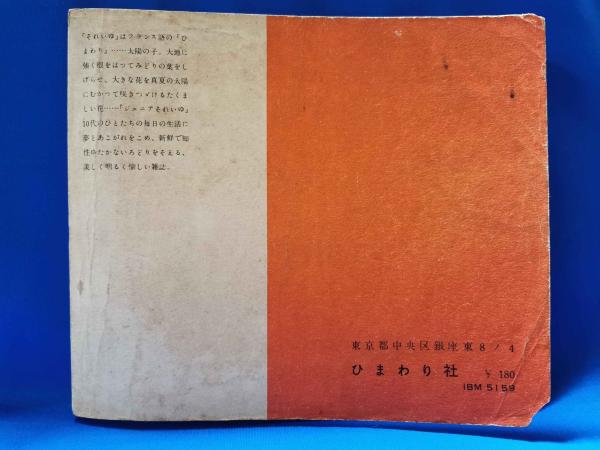 『それいゆ』はフランス語の『ひ
まわり』……太陽の子。大地に
強く根をはつてみどりの葉をし
げらせ、大きな花を真夏の太陽
にむかつて咲きつゞけるたくま
しい花……『ジュニアそれいゆ』
10代のひとたちの毎日の生活に
夢とあこがれをこめ、新鮮で知
性ゆたかないろどりをそえる、
美しく明るく愉しい雑誌。
東京都中央区銀座東8ノ4
ひまわり社 ￥180
IBM 5159